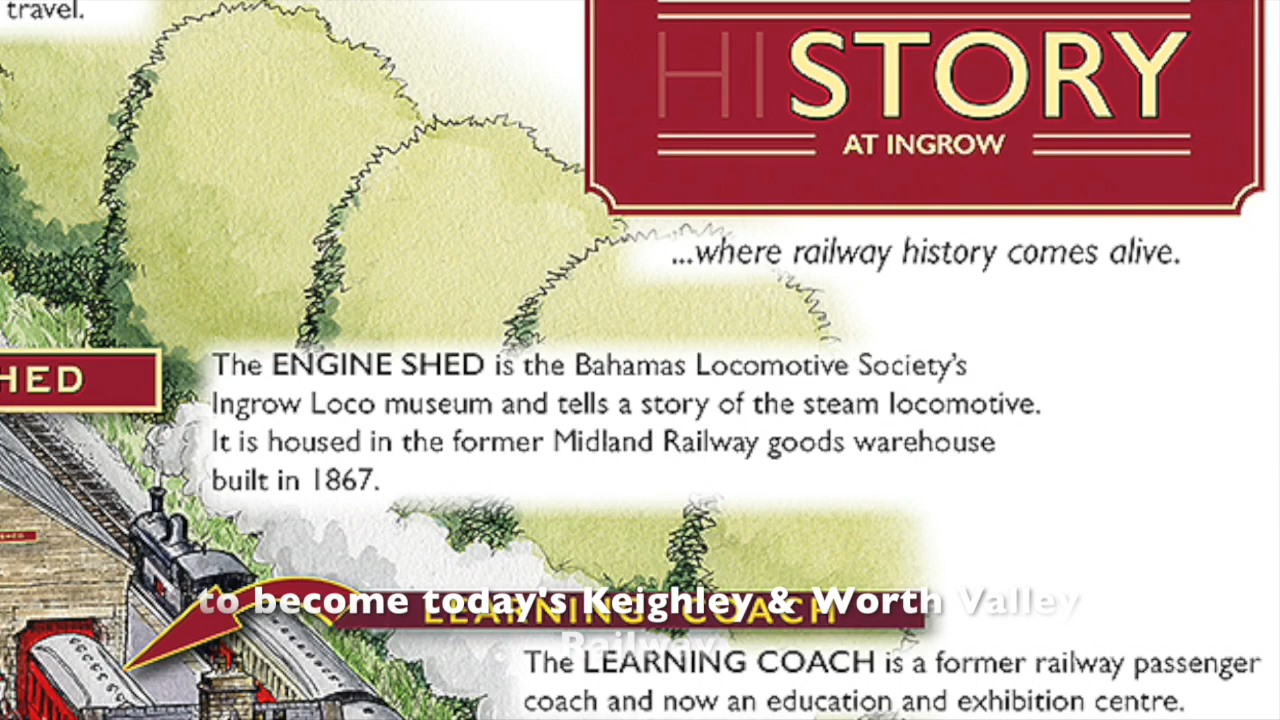 travel.
HISTORY
AT INGROW
...where railway history comes alive.
HED
The ENGINE SHED is the Bahamas Locomotive Society's
Ingrow Loco museum and tells a story of the steam locomotive.
It is housed in the former Midland Railway goods warehouse
built in 1867.
LEARNING COACH
to become today's Keighley & Worth Valley
Railway.
The LEARNING COACH is a former railway passenger
coach and now an education and exhibition centre.